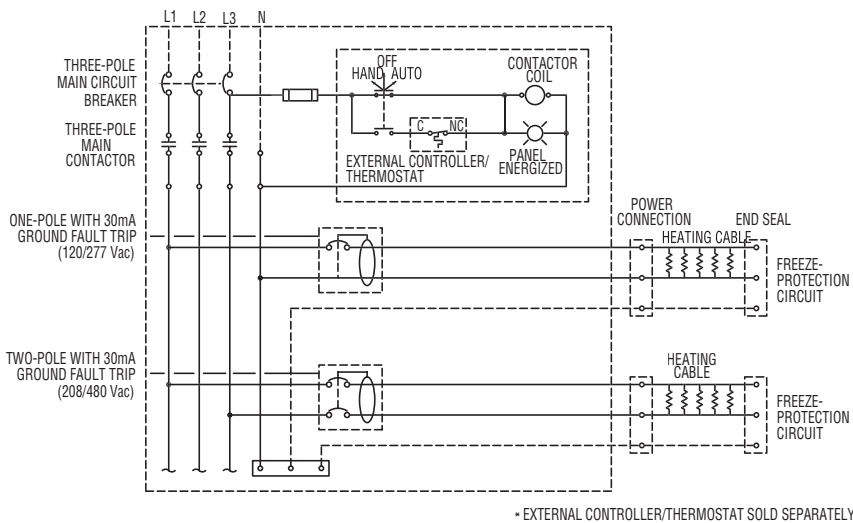 L1 L2 L3 N
THREE-POLE
MAIN CIRCUIT
BREAKER
THREE-POLE
MAIN
CONTACTOR
OFF
HAND AUTO
CONTACTOR
COIL
C NC
EXTERNAL CONTROLLER/
THERMOSTAT
PANEL
ENERGIZED
ONE-POLE WITH 30mA
GROUND FAULT TRIP
(120/277 Vac)
POWER
CONNECTION
END SEAL
HEATING CABLE
FREEZE-
PROTECTION
CIRCUIT
TWO-POLE WITH 30mA
GROUND FAULT TRIP
(208/480 Vac)
HEATING
CABLE
FREEZE-
PROTECTION
CIRCUIT
* EXTERNAL CONTROLLER/THERMOSTAT SOLD SEPARATELY